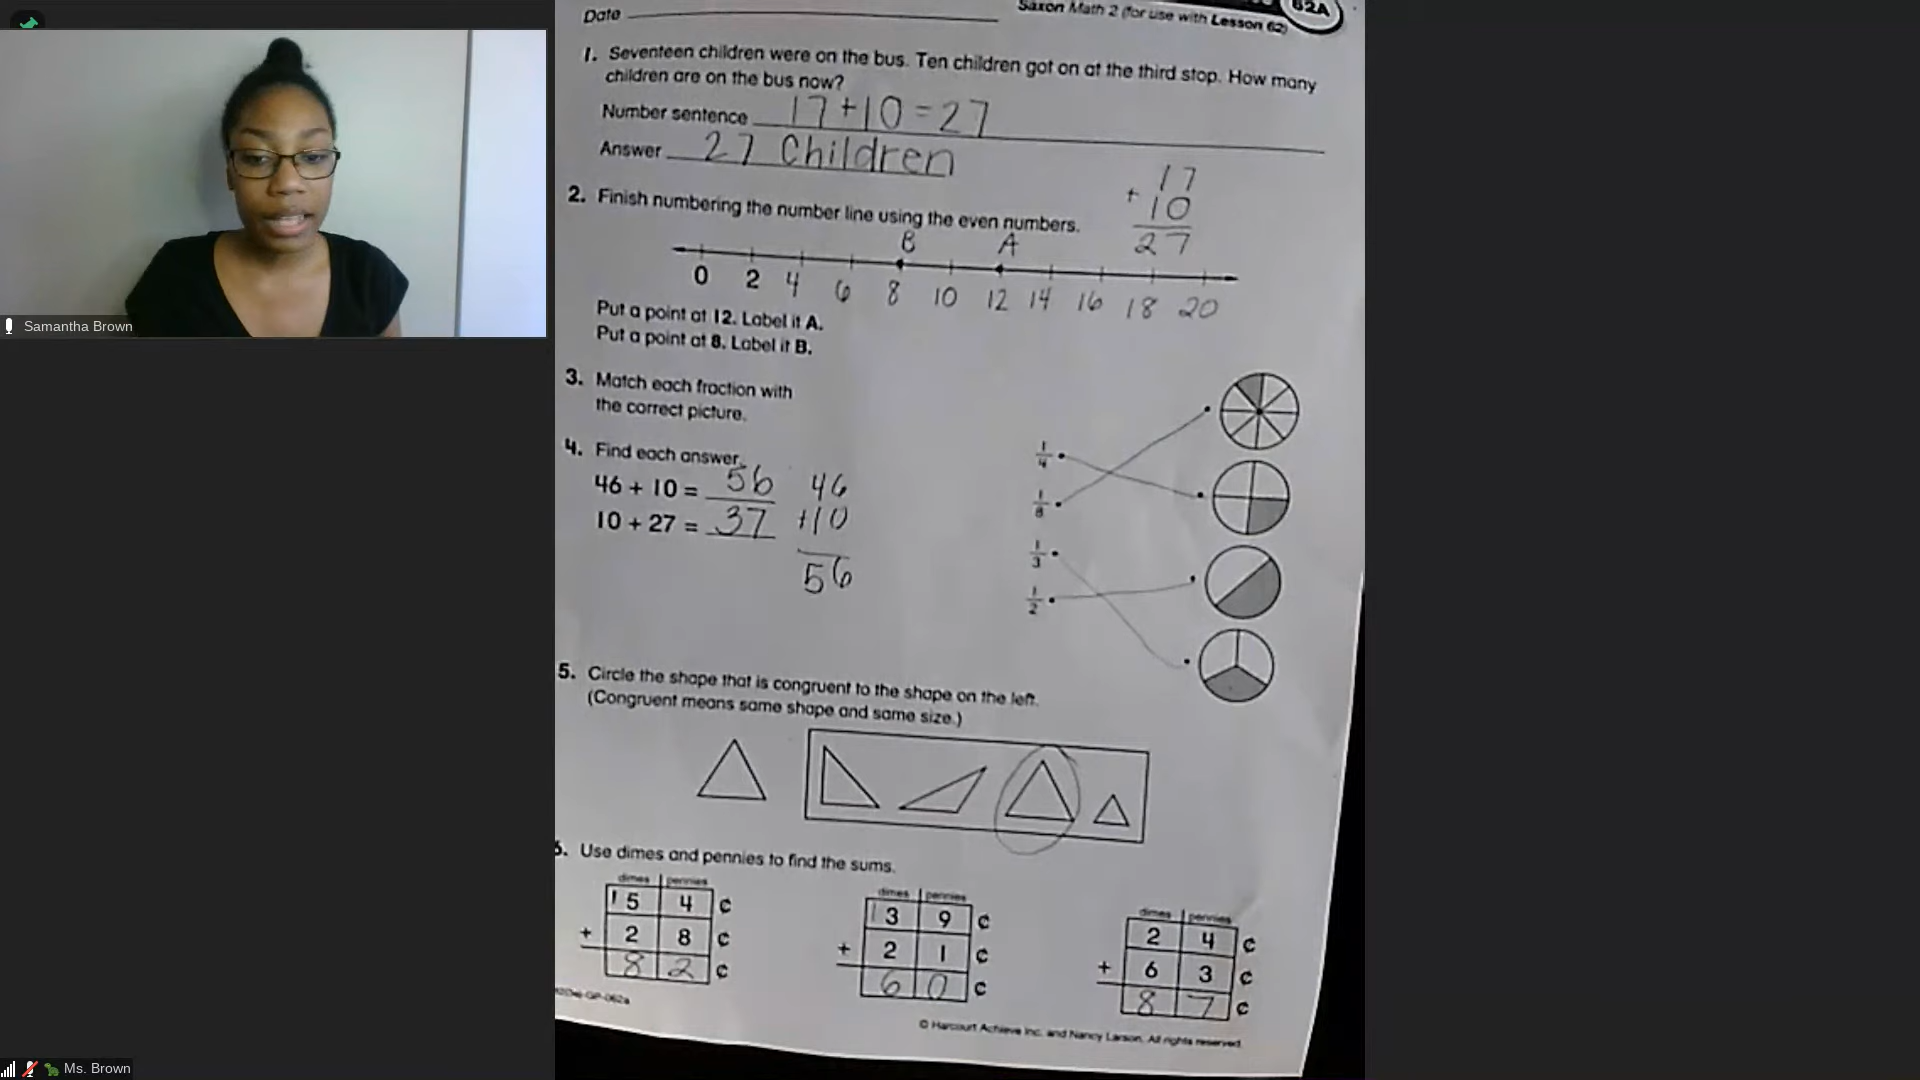 Date
Saxon Math 2 (for use with Lesson 62)
62A
1. Seventeen children were on the bus. Ten children got on at the third stop. How many
children are on the bus now?
Number sentence 17 + 10 = 27
Answer 27 Children
17
+ 10
27
2. Finish numbering the number line using the even numbers.
B A
0 2 4 6 8 10 12 14 16 18 20
Put a point at 12. Label it A.
Put a point at 8. Label it B.
Samantha Brown
3. Match each fraction with
the correct picture.
1/4
1/8
1/3
1/2
4. Find each answer.
46 + 10 = 56
10 + 27 = 37
46
+10
56
5. Circle the shape that is congruent to the shape on the left.
(Congruent means same shape and same size.)
6. Use dimes and pennies to find the sums.
dimes pennies
1 5 4 ¢
+ 2 8 ¢
8 2 ¢
dimes pennies
1 3 9 ¢
+ 2 1 ¢
6 0 ¢
dimes pennies
2 4 ¢
+ 6 3 ¢
8 7 ¢
© Harcourt Achieve Inc. and Nancy Larson. All rights reserved.
Ms. Brown